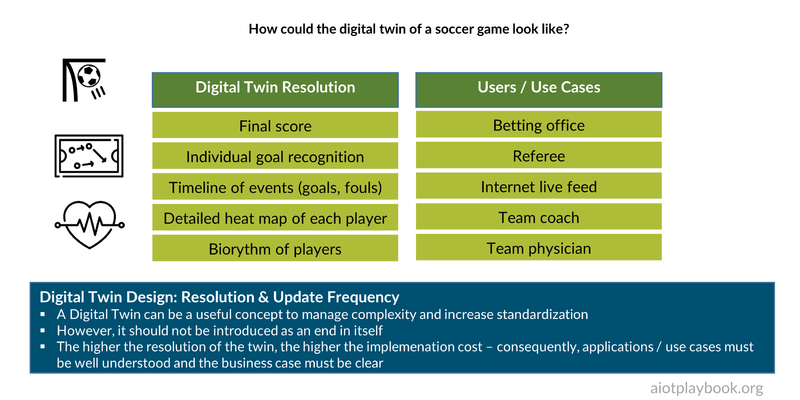 How could the digital twin of a soccer game look like?
Digital Twin Resolution
Users / Use Cases
Final score
Betting office
Individual goal recognition
Referee
Timeline of events (goals, fouls)
Internet live feed
Detailed heat map of each player
Team coach
Biorythm of players
Team physician
Digital Twin Design: Resolution & Update Frequency
▪ A Digital Twin can be a useful concept to manage complexity and increase standardization
▪ However, it should not be introduced as an end in itself
▪ The higher the resolution of the twin, the higher the implemenation cost – consequently, applications / use cases must
be well understood and the business case must be clear
aiotplaybook.org